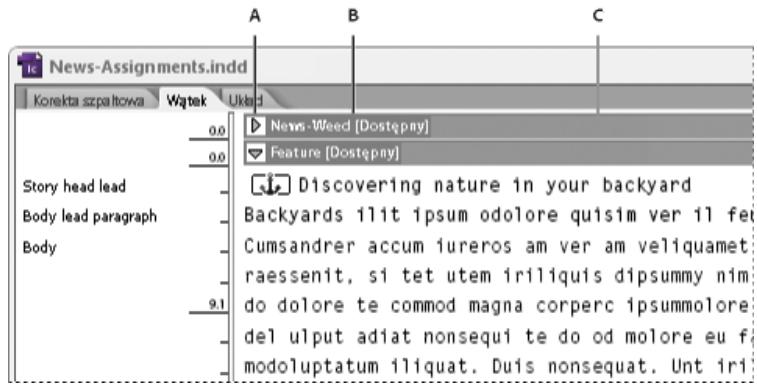 A B C
Ic News-Assignments.indd
Korekta szpaltowa Wątek Układ
0.0 News-Weed [Dostępny]
0.0 Feature [Dostępny]
Story head lead Discovering nature in your backyard
Body lead paragraph Backyards ilit ipsum odolore quisim ver il feu
Body Cumsandrer accum iureros am ver am veliquamet
raessenit, si tet utem iriliquis dipsummy nim
9.1 do dolore te commod magna corperc ipsummolore
del ulput adiat nonsequi te do od molore eu
modoluptatum iliquat. Duis nonsequat. Unt iri